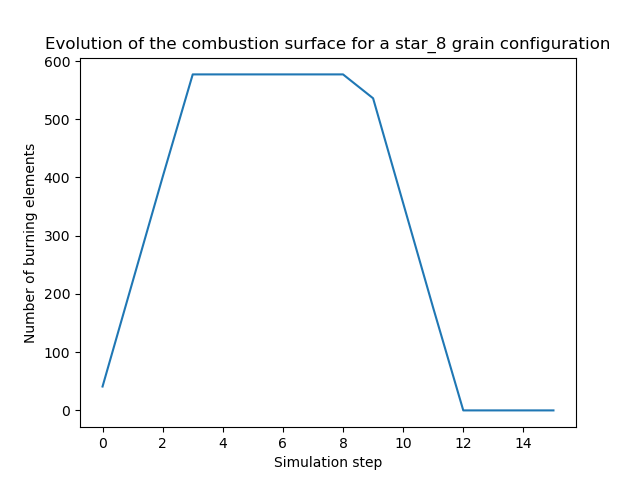 Evolution of the combustion surface for a star_8 grain configuration
600
500
400
300
200
100
0
Number of burning elements
0 2 4 6 8 10 12 14
Simulation step